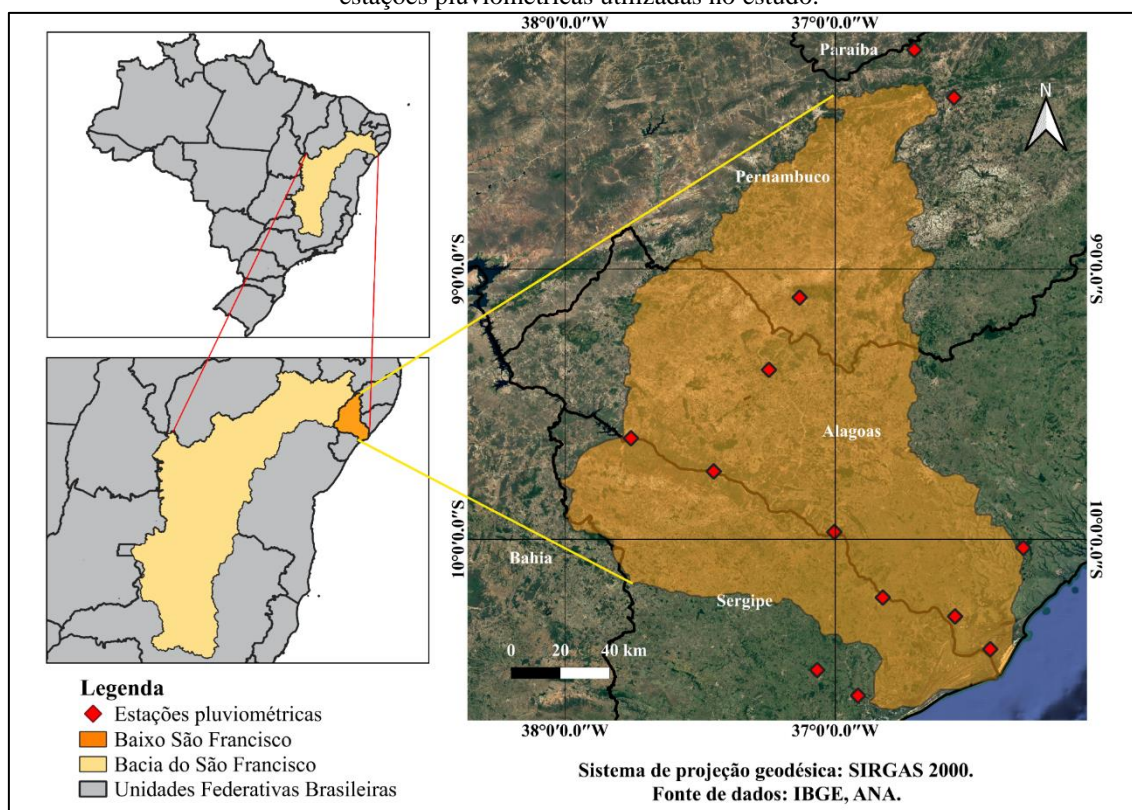 estações pluviométricas utilizadas no estudo.
38°0'0.0"W
37°0'0.0"W
Paraíba
N
Pernambuco
9°0'0.0"S
9°0'0.0"S
Alagoas
10°0'0.0"S
10°0'0.0"S
Bahia
Sergipe
0 20 40 km
38°0'0.0"W
37°0'0.0"W
Legenda
Estações pluviométricas
Baixo São Francisco
Bacia do São Francisco
Unidades Federativas Brasileiras
Sistema de projeção geodésica: SIRGAS 2000.
Fonte de dados: IBGE, ANA.